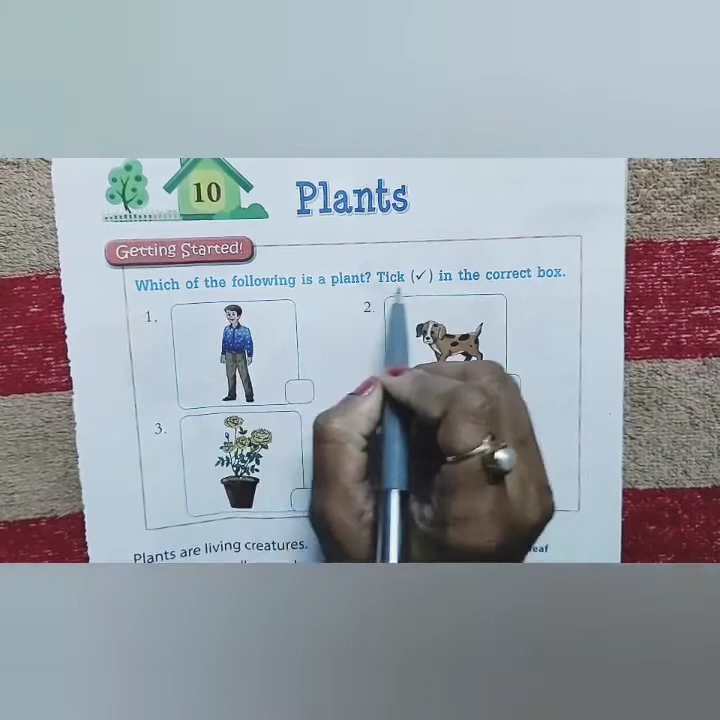 10
Plants
Getting Started!
Which of the following is a plant? Tick (✓) in the correct box.
1.
2.
3.
Plants are living creatures.
leaf